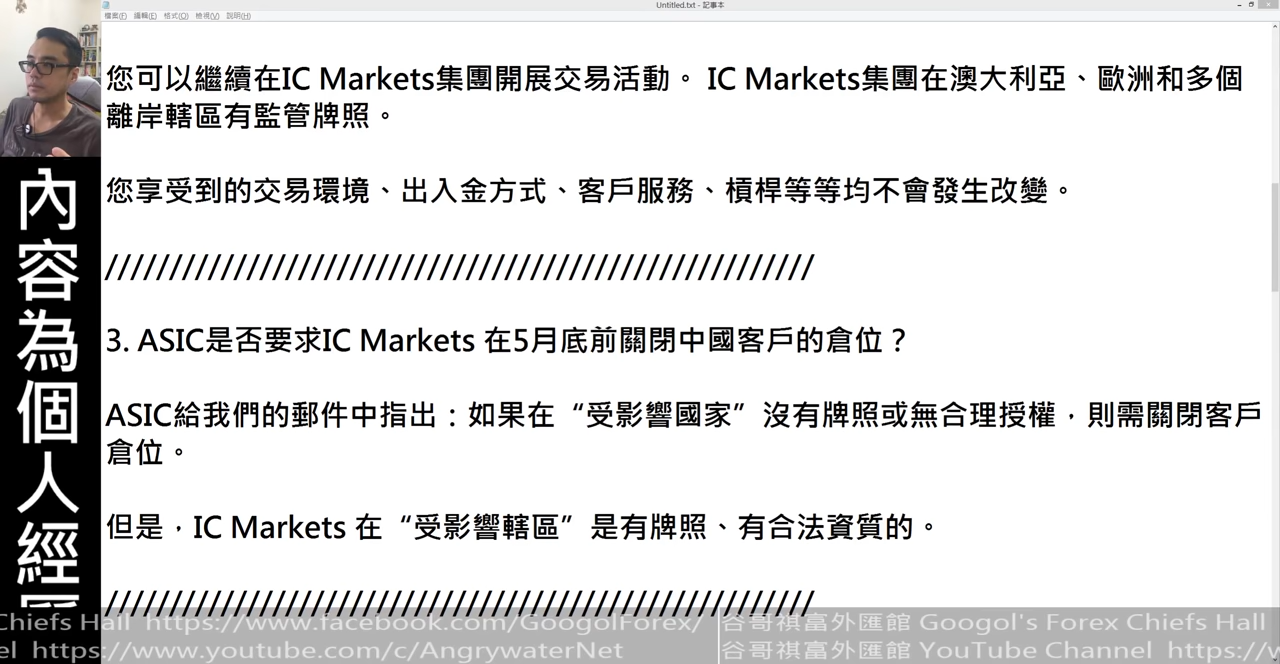 Untitled.txt - 記事本
檔案(F) 編輯(E) 格式(O) 檢視(V) 說明(H)
您可以繼續在IC Markets集團開展交易活動。 IC Markets集團在澳大利亞、歐洲和多個
離岸轄區有監管牌照。
您享受到的交易環境、出入金方式、客戶服務、槓桿等等均不會發生改變。
///////////////////////////////////////////////////////
3. ASIC是否要求IC Markets 在5月底前關閉中國客戶的倉位？
ASIC給我們的郵件中指出：如果在“受影響國家”沒有牌照或無合理授權，則需關閉客戶
倉位。
但是，IC Markets 在“受影響轄區”是有牌照、有合法資質的。
///////////////////////////////////////////////////////
內容為個人經
Chiefs Hall https://www.facebook.com/GoogolForex/
谷哥祺富外匯館 Googol's Forex Chiefs Hall
el https://www.youtube.com/c/AngrywaterNet
谷哥祺富外匯館 YouTube Channel https://w